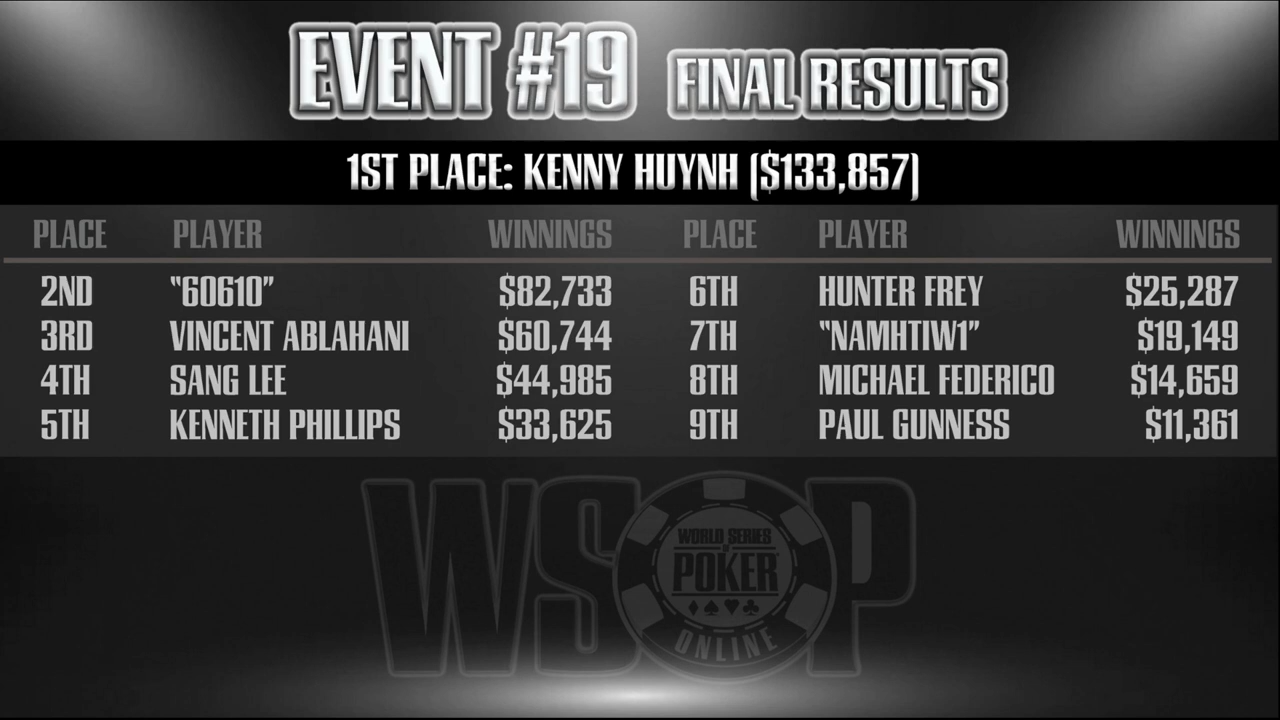 EVENT #19 FINAL RESULTS
1ST PLACE: KENNY HUYNH ($133,857)
PLACE PLAYER WINNINGS PLACE PLAYER WINNINGS
2ND "60610" $82,733 6TH HUNTER FREY $25,287
3RD VINCENT ABLAHANI $60,744 7TH "NAMHTIW1" $19,149
4TH SANG LEE $44,985 8TH MICHAEL FEDERICO $14,659
5TH KENNETH PHILLIPS $33,625 9TH PAUL GUNNESS $11,361
WSOP
WORLD SERIES
OF
POKER
ONLINE